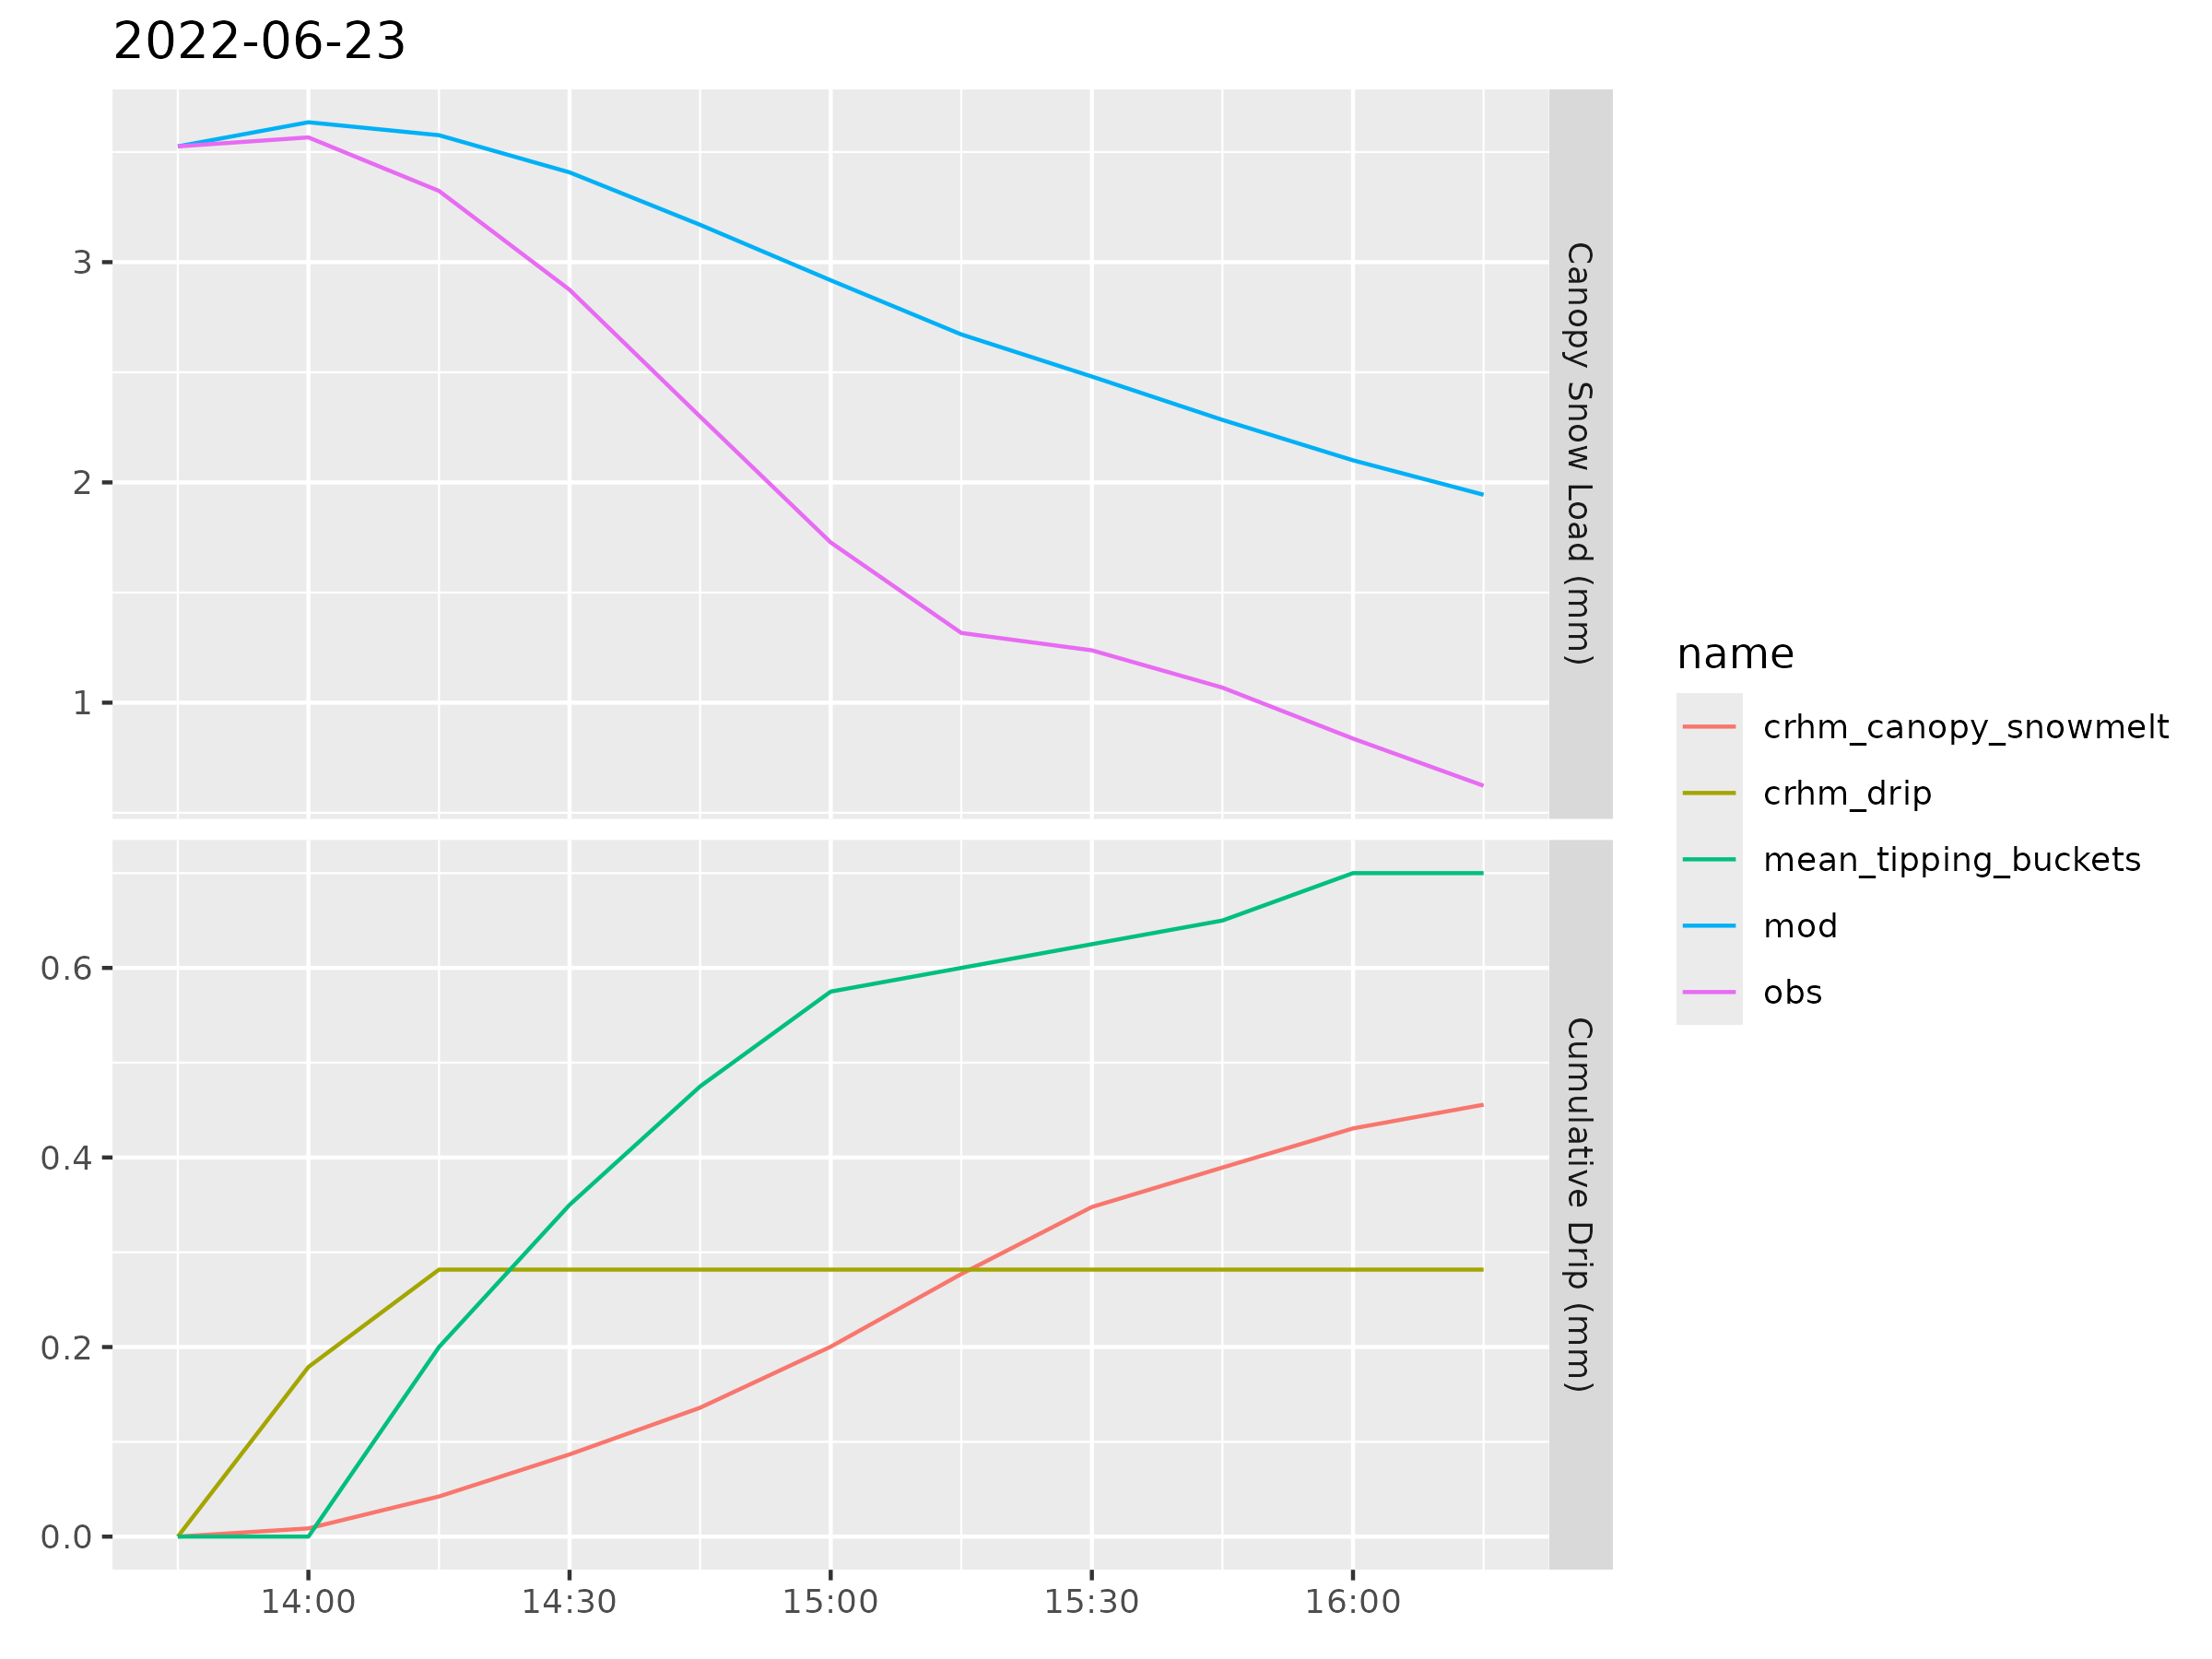 2022-06-23
3
2
1
Canopy Snow Load (mm)
0.6
0.4
0.2
0.0
Cumulative Drip (mm)
14:00
14:30
15:00
15:30
16:00
name
crhm_canopy_snowmelt
crhm_drip
mean_tipping_buckets
mod
obs